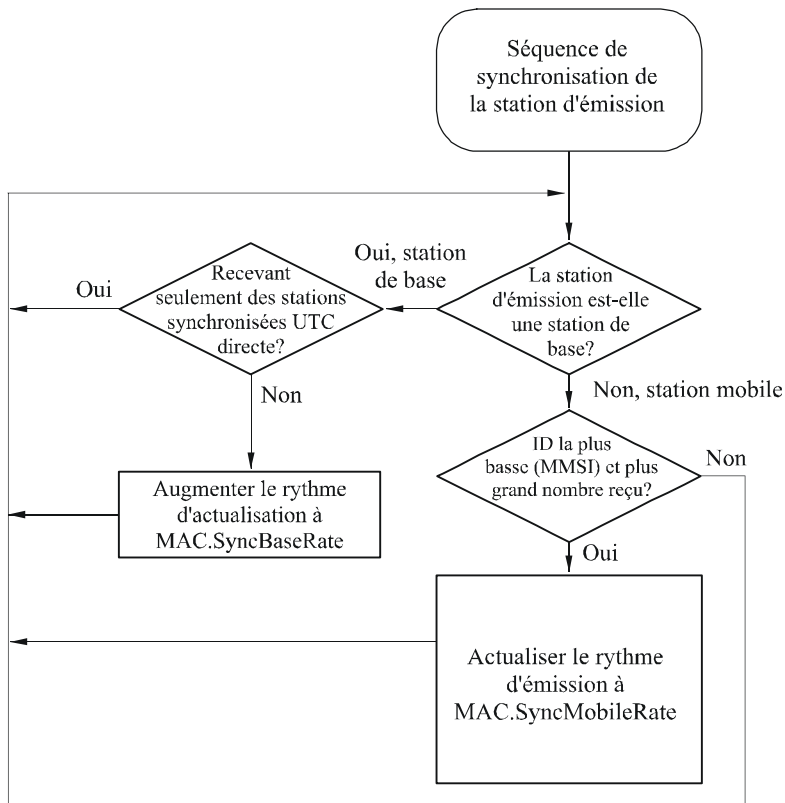 Séquence de
synchronisation de
la station d'émission
Oui, station
de base
Recevant
seulement des stations
synchronisées UTC
directe?
Oui
La station
d'émission est-elle
une station de
base?
Non
Non, station mobile
ID la plus
basse (MMSI) et plus
grand nombre reçu?
Non
Augmenter le rythme
d'actualisation à
MAC.SyncBaseRate
Oui
Actualiser le rythme
d'émission à
MAC.SyncMobileRate